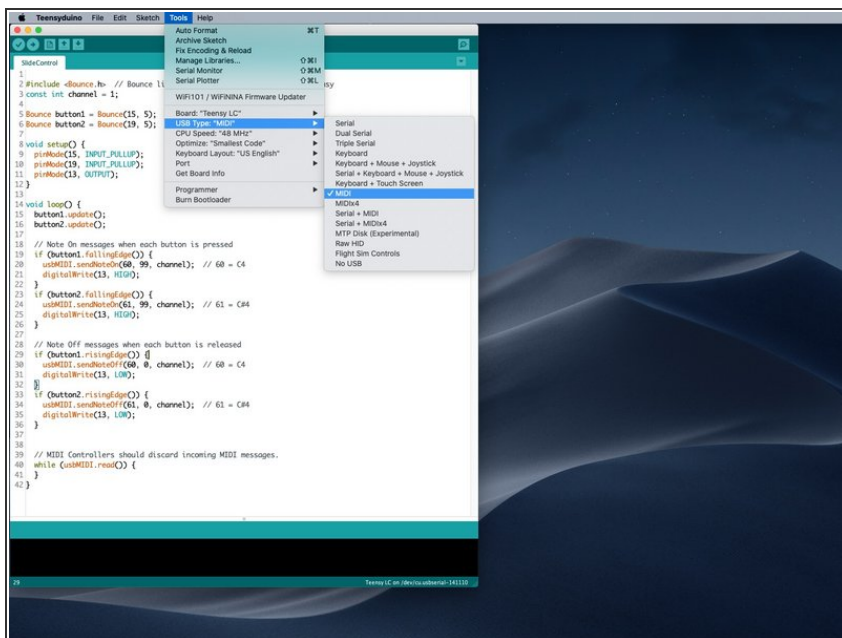 Teensyduino File Edit Sketch Tools Help
SlideControl
Auto Format ⌘T
Archive Sketch
Fix Encoding & Reload
Manage Libraries... ⇧⌘I
Serial Monitor ⇧⌘M
Serial Plotter ⇧⌘L
WiFi101 / WiFiNINA Firmware Updater
Board: "Teensy LC"
USB Type: "MIDI"
CPU Speed: "48 MHz"
Optimize: "Smallest Code"
Keyboard Layout: "US English"
Port
Get Board Info
Programmer
Burn Bootloader
Serial
Dual Serial
Triple Serial
Keyboard
Keyboard + Mouse + Joystick
Serial + Keyboard + Mouse + Joystick
Keyboard + Touch Screen
✓ MIDI
MIDIx4
Serial + MIDI
Serial + MIDIx4
MTP Disk (Experimental)
Raw HID
Flight Sim Controls
No USB
1
2 #include <Bounce.h> // Bounce li
3 const int channel = 1;
4
5 Bounce button1 = Bounce(15, 5);
6 Bounce button2 = Bounce(19, 5);
7
8 void setup() {
9 pinMode(15, INPUT_PULLUP);
10 pinMode(19, INPUT_PULLUP);
11 pinMode(13, OUTPUT);
12 }
13
14 void loop() {
15 button1.update();
16 button2.update();
17
18 // Note On messages when each button is pressed
19 if (button1.fallingEdge()) {
20 usbMIDI.sendNoteOn(60, 99, channel); // 60 = C4
21 digitalWrite(13, HIGH);
22 }
23 if (button2.fallingEdge()) {
24 usbMIDI.sendNoteOn(61, 99, channel); // 61 = C#4
25 digitalWrite(13, HIGH);
26 }
27
28 // Note Off messages when each button is released
29 if (button1.risingEdge()) {
30 usbMIDI.sendNoteOff(60, 0, channel); // 60 = C4
31 digitalWrite(13, LOW);
32 }
33 if (button2.risingEdge()) {
34 usbMIDI.sendNoteOff(61, 0, channel); // 61 = C#4
35 digitalWrite(13, LOW);
36 }
37
38
39 // MIDI Controllers should discard incoming MIDI messages.
40 while (usbMIDI.read()) {
41 }
42 }
29
Teensy LC on /dev/cu.usbserial-141110